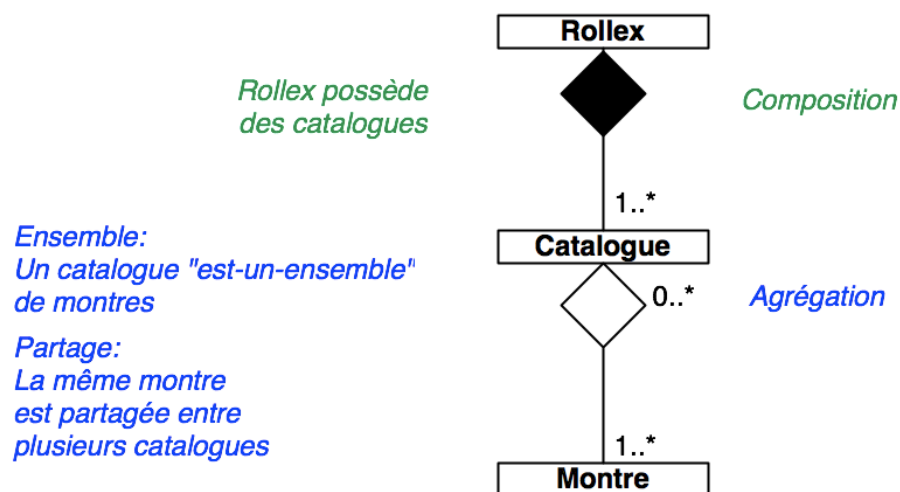 Rollex
Rollex possède
des catalogues
Composition
1..*
Ensemble:
Un catalogue "est-un-ensemble"
de montres
Catalogue
0..*
Agrégation
Partage:
La même montre
est partagée entre
plusieurs catalogues
1..*
Montre